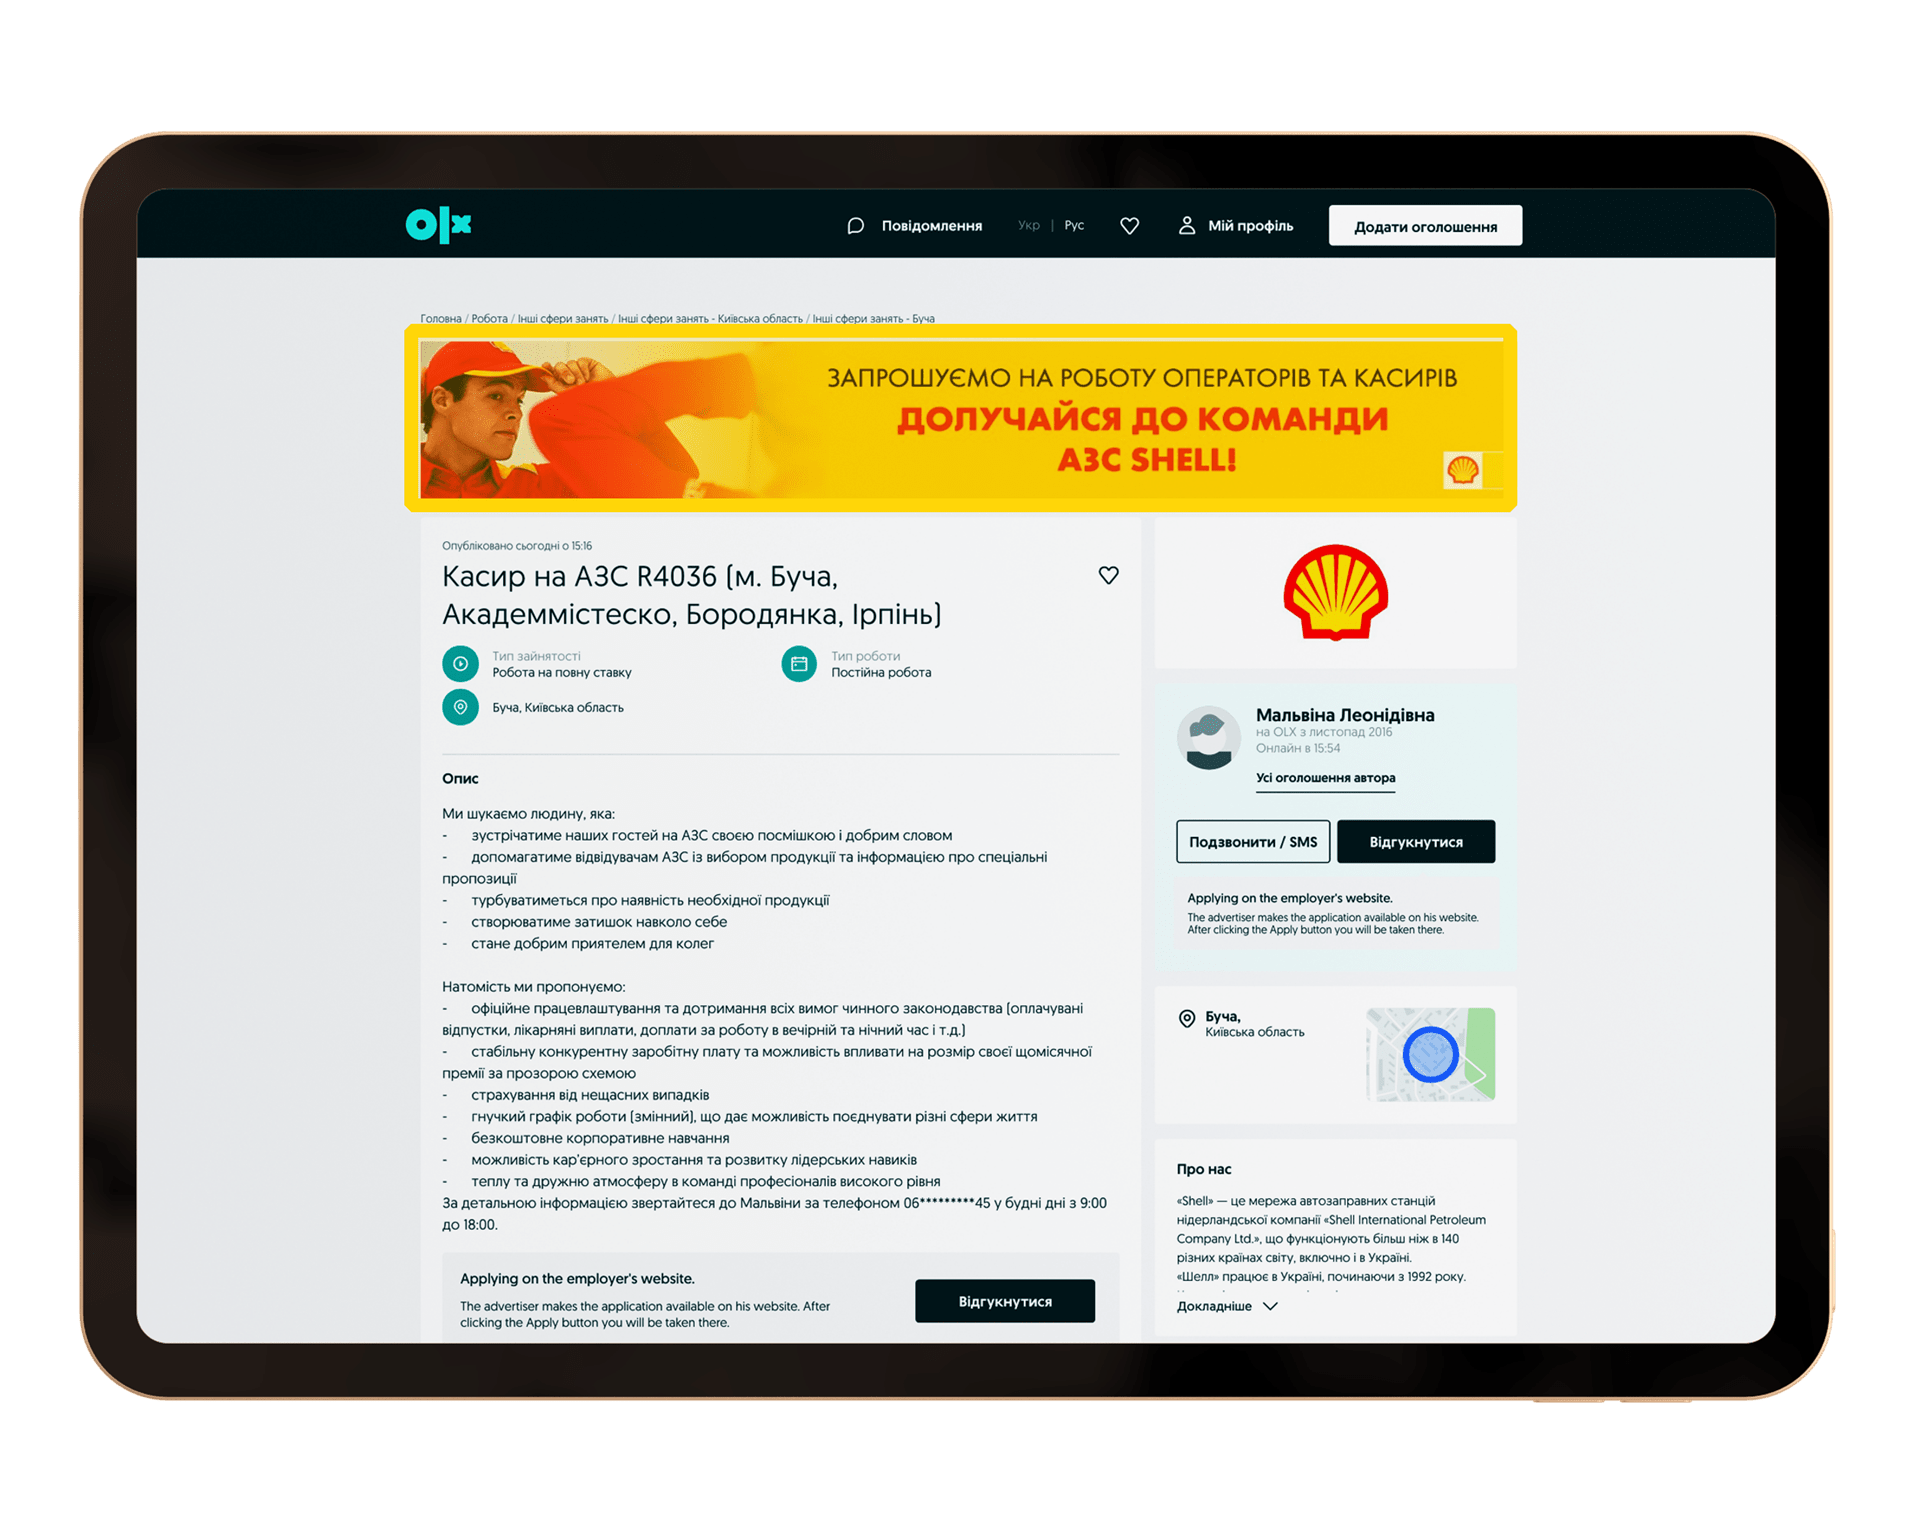 olx
Повідомлення
Укр | Рус
Мій профіль
Додати оголошення
Головна / Робота / Інші сфери занять / Інші сфери занять - Київська область / Інші сфери занять - Буча
ЗАПРОШУЄМО НА РОБОТУ ОПЕРАТОРІВ ТА КАСИРІВ
ДОЛУЧАЙСЯ ДО КОМАНДИ
АЗС SHELL!
Опубліковано сьогодні о 15:16
Касир на АЗС R4036 (м. Буча,
Академмістеско, Бородянка, Ірпінь)
Тип зайнятості
Робота на повну ставку
Тип роботи
Постійна робота
Буча, Київська область
Опис
Ми шукаємо людину, яка:
- зустрічатиме наших гостей на АЗС своєю посмішкою і добрим словом
- допомагатиме відвідувачам АЗС із вибором продукції та інформацією про спеціальні
пропозиції
- турбуватиметься про наявність необхідної продукції
- створюватиме затишок навколо себе
- стане добрим приятелем для колег
Натомість ми пропонуємо:
- офіційне працевлаштування та дотримання всіх вимог чинного законодавства (оплачувані
відпустки, лікарняні виплати, доплати за роботу в вечірній та нічний час і т.д.)
- стабільну конкурентну заробітну плату та можливість впливати на розмір своєї щомісячної
премії за прозорою схемою
- страхування від нещасних випадків
- гнучкий графік роботи (змінний), що дає можливість поєднувати різні сфери життя
- безкоштовне корпоративне навчання
- можливість кар'єрного зростання та розвитку лідерських навиків
- теплу та дружню атмосферу в команді професіоналів високого рівня
За детальною інформацією звертайтеся до Мальвіни за телефоном 06*********45 у будні дні з 9:00
до 18:00.
Applying on the employer's website.
The advertiser makes the application available on his website. After
clicking the Apply button you will be taken there.
Відгукнутися
Мальвіна Леонідівна
на OLX з листопад 2016
Онлайн в 15:54
Усі оголошення автора
Подзвонити / SMS
Відгукнутися
Applying on the employer's website.
The advertiser makes the application available on his website.
After clicking the Apply button you will be taken there.
Буча,
Київська область
Про нас
«Shell» — це мережа автозаправних станцій
нідерландської компанії «Shell International Petroleum
Company Ltd.», що функціонують більш ніж в 140
різних країнах світу, включно і в Україні.
«Шелл» працює в Україні, починаючи з 1992 року.
Докладніше